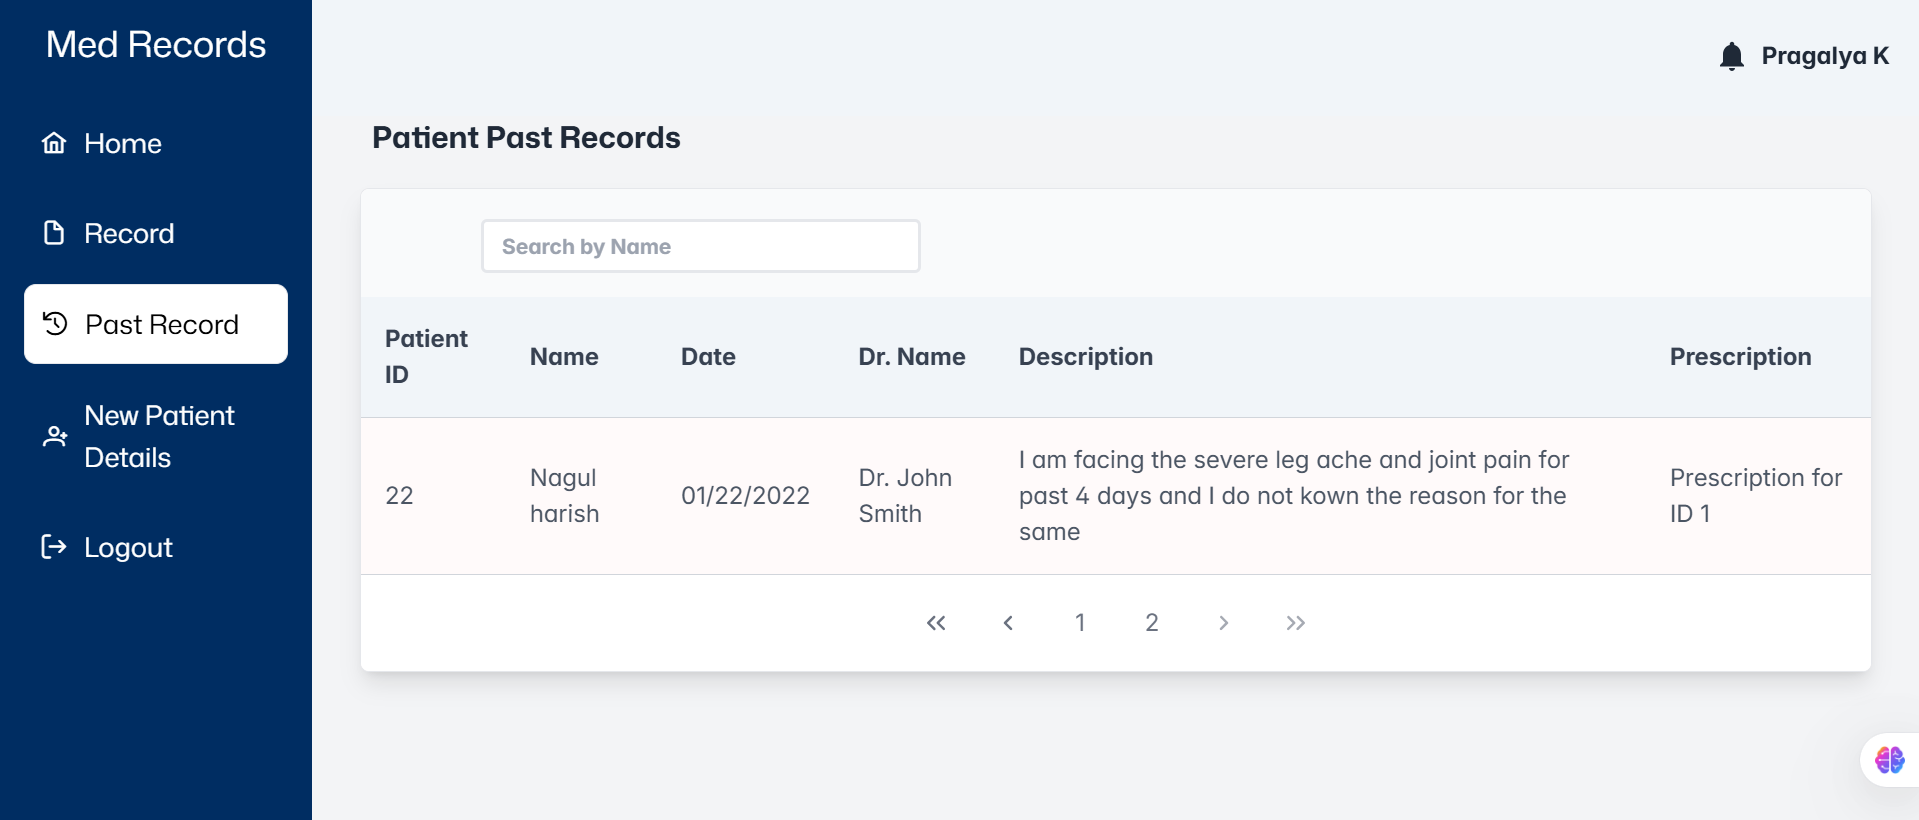 Med Records
Home
Record
Past Record
New Patient
Details
Logout
Pragalya K
Patient Past Records
Search by Name
Patient
ID
Name
Date
Dr. Name
Description
Prescription
22
Nagul
harish
01/22/2022
Dr. John
Smith
I am facing the severe leg ache and joint pain for
past 4 days and I do not kown the reason for the
same
Prescription for
ID 1
1 2